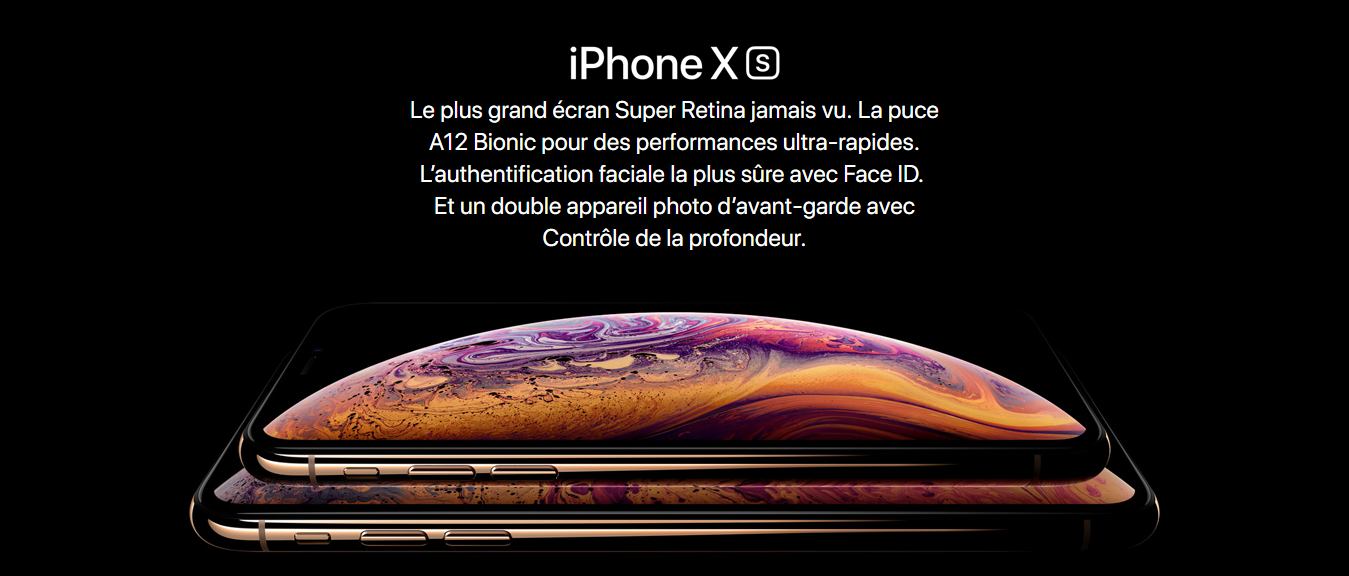 iPhone XS
Le plus grand écran Super Retina jamais vu. La puce
A12 Bionic pour des performances ultra-rapides.
L’authentification faciale la plus sûre avec Face ID.
Et un double appareil photo d’avant-garde avec
Contrôle de la profondeur.